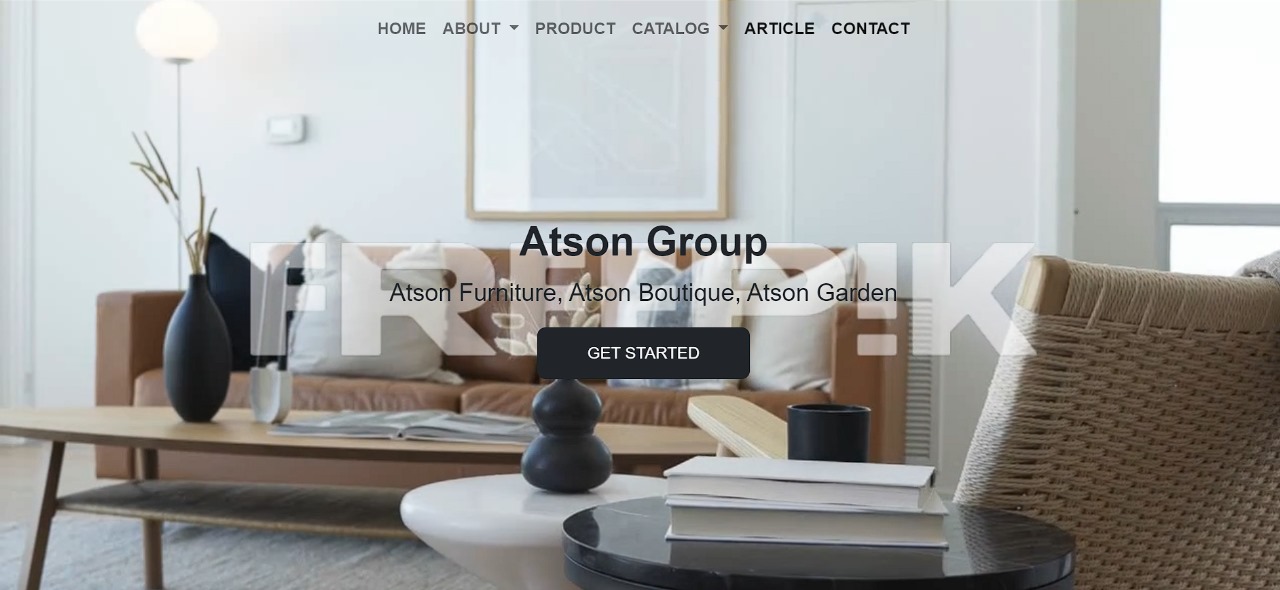 HOME ABOUT PRODUCT CATALOG ARTICLE CONTACT
Atson Group
FREEPIK
Atson Furniture, Atson Boutique, Atson Garden
GET STARTED